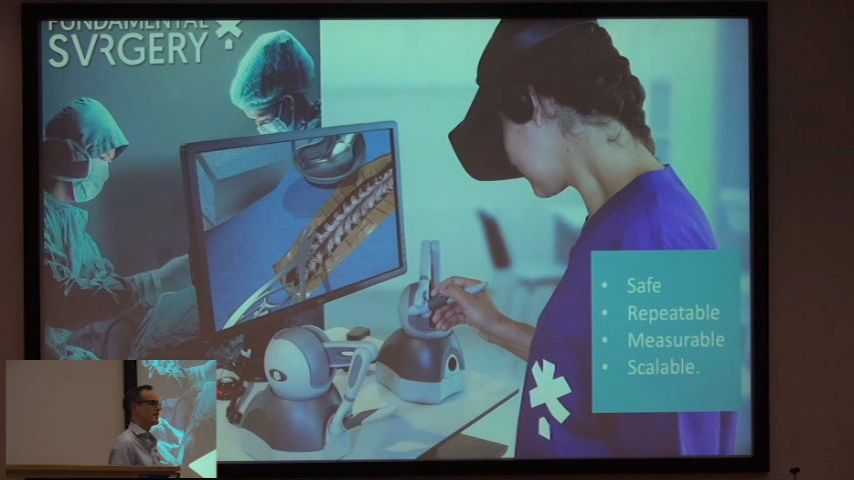 FUNDAMENTAL
SVRGERY
• Safe
• Repeatable
• Measurable
• Scalable.